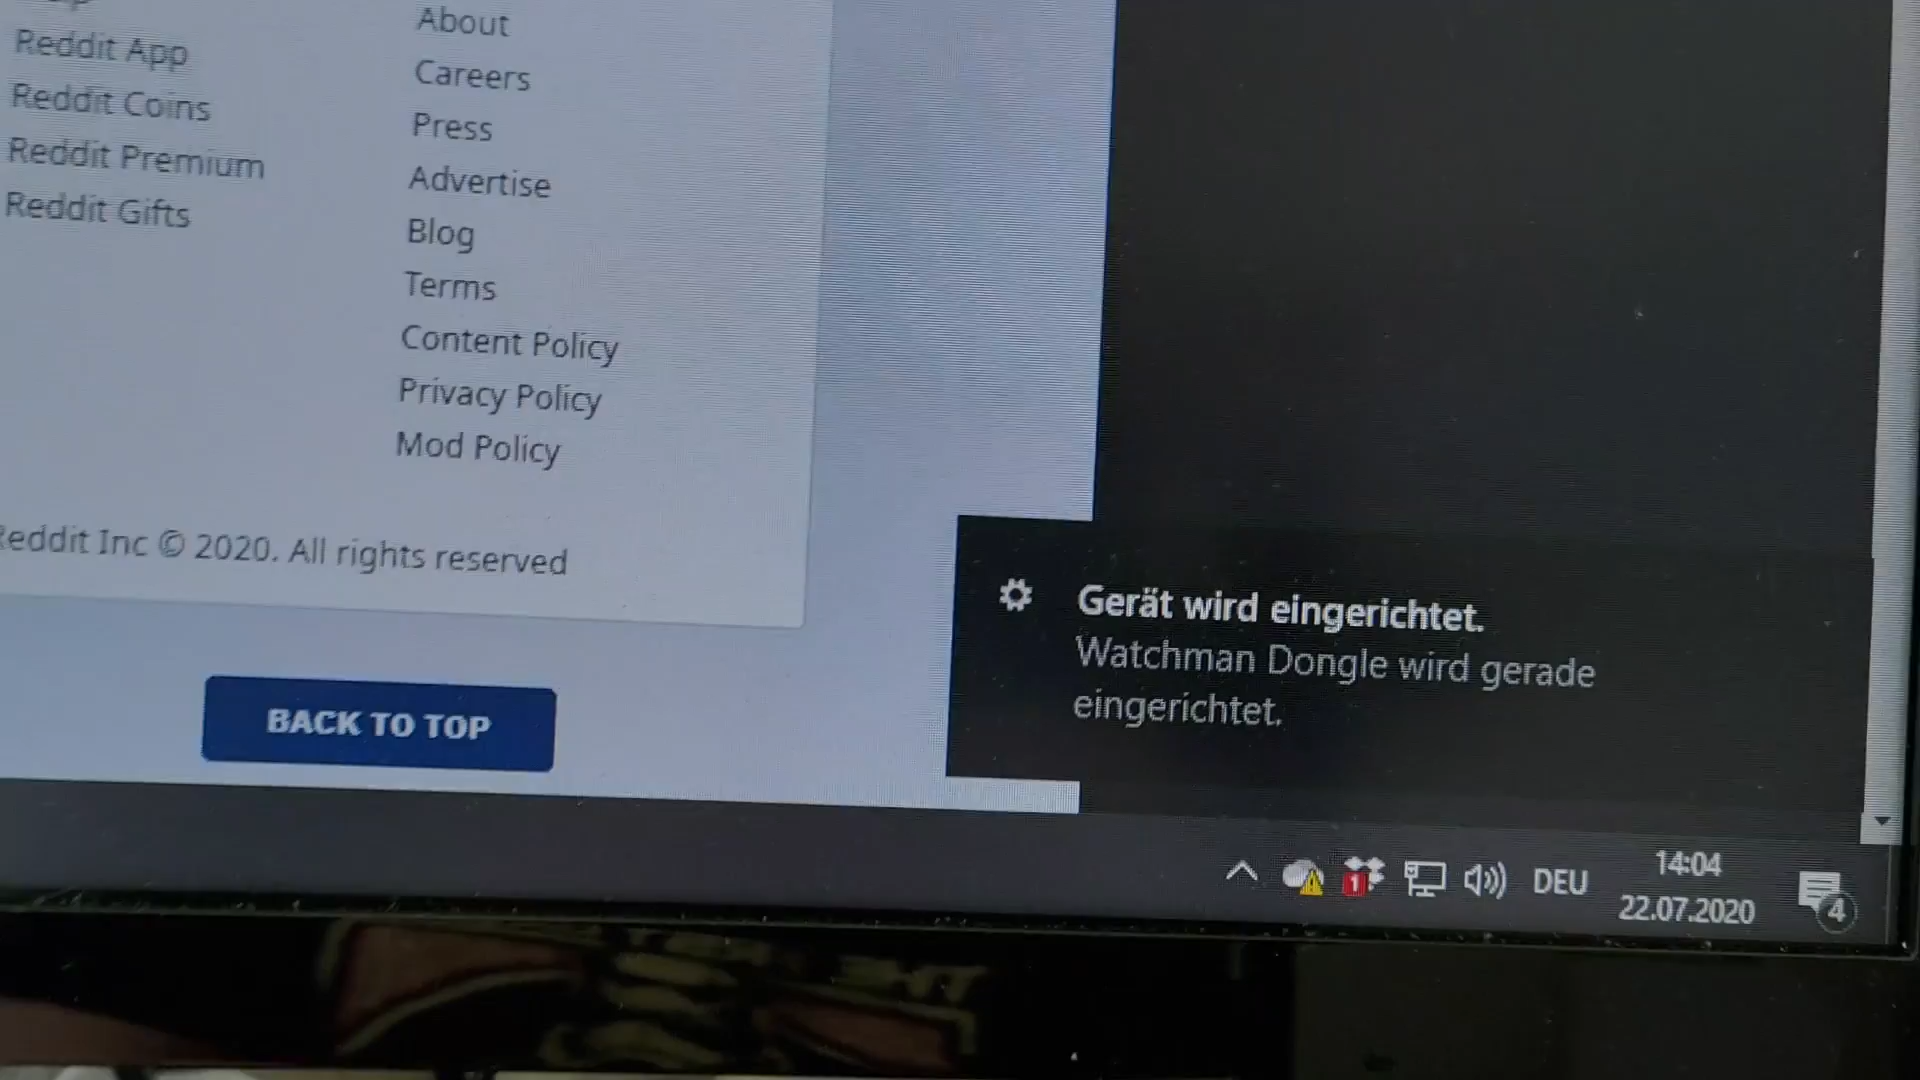 Reddit App
Reddit Coins
Reddit Premium
Reddit Gifts
About
Careers
Press
Advertise
Blog
Terms
Content Policy
Privacy Policy
Mod Policy
Reddit Inc © 2020. All rights reserved
BACK TO TOP
Gerät wird eingerichtet.
Watchman Dongle wird gerade
eingerichtet.
1
DEU
14:04
22.07.2020
4